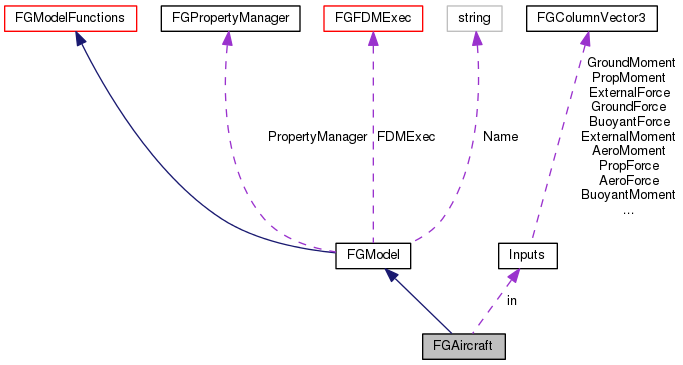 FGModelFunctions
FGPropertyManager
FGFDMExec
string
FGColumnVector3
GroundMoment
PropMoment
ExternalForce
GroundForce
BuoyantForce
ExternalMoment
AeroMoment
PropForce
AeroForce
BuoyantMoment
...
PropertyManager
FDMExec
Name
FGModel
Inputs
in
FGAircraft